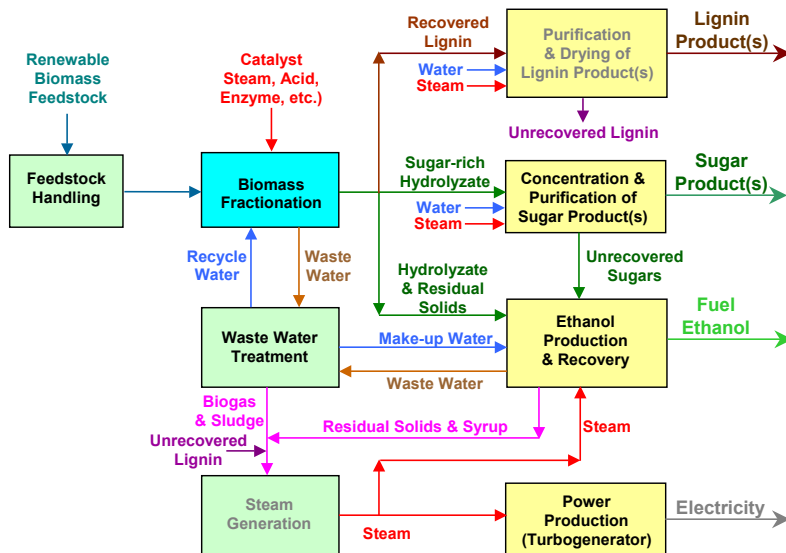 Renewable
Biomass
Feedstock
Catalyst
Steam, Acid,
Enzyme, etc.)
Recovered
Lignin
Water
Steam
Purification
& Drying of
Lignin Product(s)
Lignin
Product(s)
Unrecovered Lignin
Feedstock
Handling
Biomass
Fractionation
Sugar-rich
Hydrolyzate
Water
Steam
Concentration &
Purification of
Sugar Product(s)
Sugar
Product(s)
Recycle
Water
Waste
Water
Hydrolyzate
& Residual
Solids
Unrecovered
Sugars
Waste Water
Treatment
Make-up Water
Waste Water
Ethanol
Production
& Recovery
Fuel
Ethanol
Biogas
& Sludge
Residual Solids & Syrup
Steam
Unrecovered
Lignin
Steam
Generation
Steam
Power
Production
(Turbogenerator)
Electricity